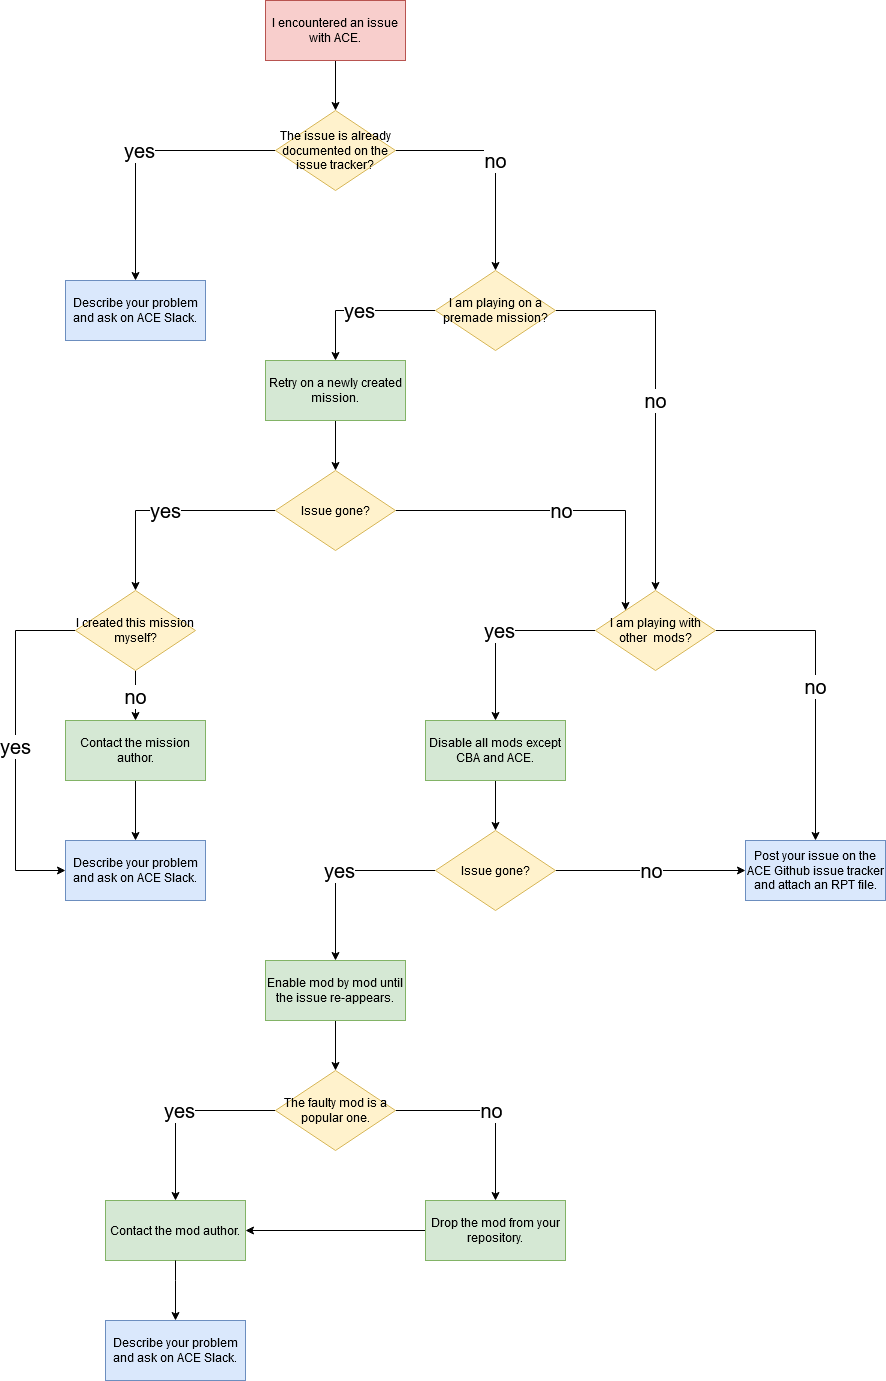 I encountered an issue
with ACE.
The issue is already
documented on the
issue tracker?
yes
no
Describe your problem
and ask on ACE Slack.
I am playing on a
premade mission?
yes
no
Retry on a newly created
mission.
Issue gone?
yes
no
I created this mission
myself?
yes
no
Contact the mission
author.
Describe your problem
and ask on ACE Slack.
I am playing with
other  mods?
yes
no
Disable all mods except
CBA and ACE.
Issue gone?
yes
no
Post your issue on the
ACE Github issue tracker
and attach an RPT file.
Enable mod by mod until
the issue re-appears.
The faulty mod is a
popular one.
yes
no
Contact the mod author.
Drop the mod from your
repository.
Describe your problem
and ask on ACE Slack.